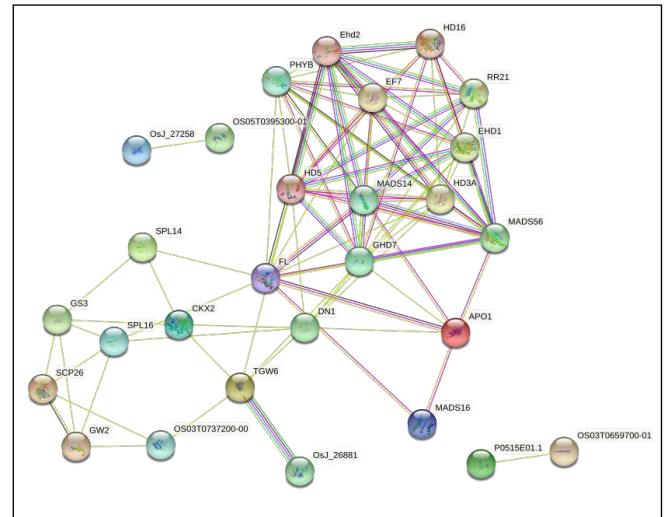 Ehd2
HD16
PHYB
EF7
RR21
OS05T0395300-01
OsJ_27258
EHD1
HD5
MADS14
HD3A
MADS56
SPL14
GHD7
FL
GS3
CKX2
SPL16
DN1
APO1
SCP26
TGW6
MADS16
OS03T0737200-00
GW2
OS03T0659700-01
P0515E01.1
OsJ_26881